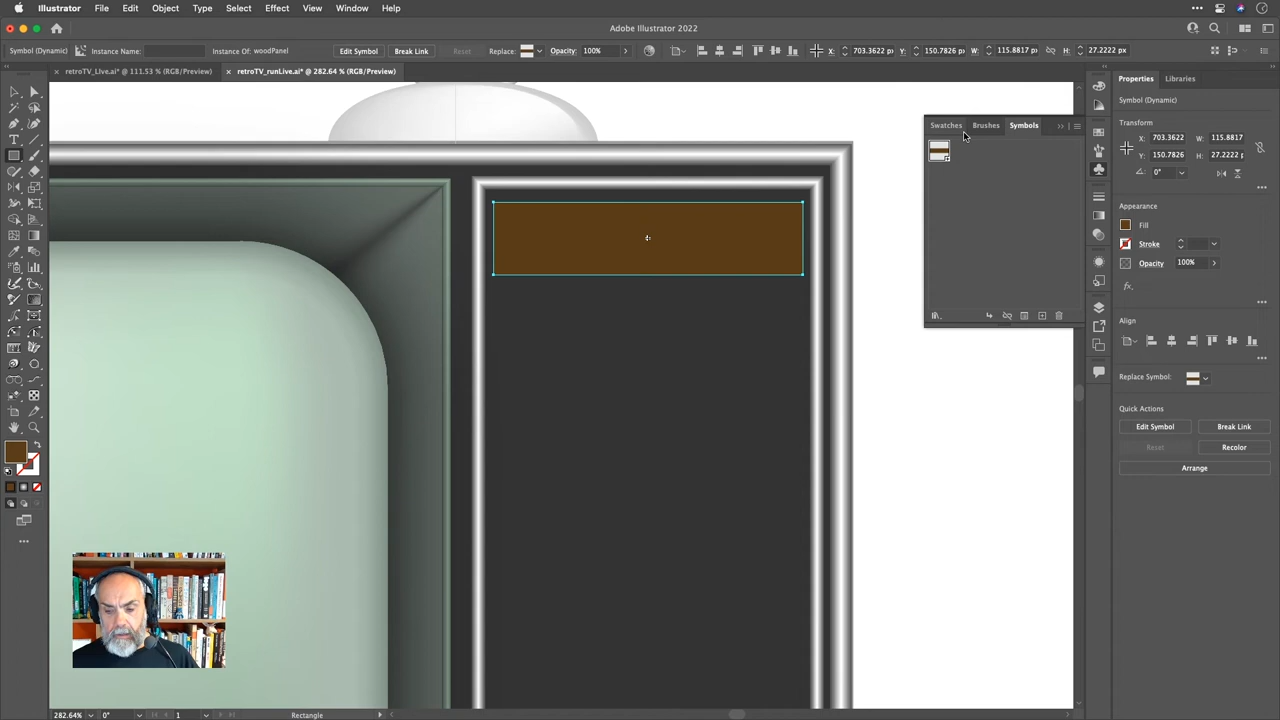 Illustrator File Edit Object Type Select Effect View Window Help
Adobe Illustrator 2022
Symbol (Dynamic) Instance Name: Instance Of: woodPanel Edit Symbol Break Link Reset Replace: Opacity: 100% X: 703.3622 px Y: 150.7826 px W: 115.8817 px H: 27.2222 px
× retroTV_Live.ai* @ 111.53 % (RGB/Preview) × retroTV_runLive.ai* @ 282.64 % (RGB/Preview)
Properties Libraries
Symbol (Dynamic)
Swatches Brushes Symbols
Transform
X: 703.3622 W: 115.8817
Y: 150.7826 H: 27.2222 p
0°
Appearance
Fill
Stroke
Opacity 100%
fx.
Align
Replace Symbol:
Quick Actions
Edit Symbol Break Link
Reset Recolor
Arrange
282.64% 0° 1 Rectangle